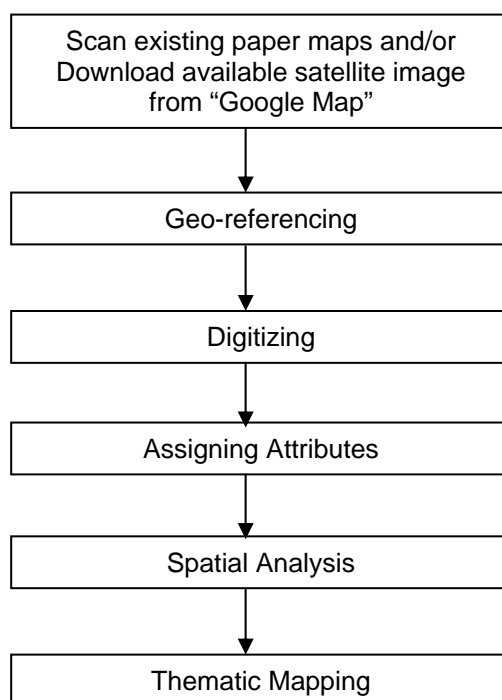 Scan existing paper maps and/or
Download available satellite image
from “Google Map”
Geo-referencing
Digitizing
Assigning Attributes
Spatial Analysis
Thematic Mapping